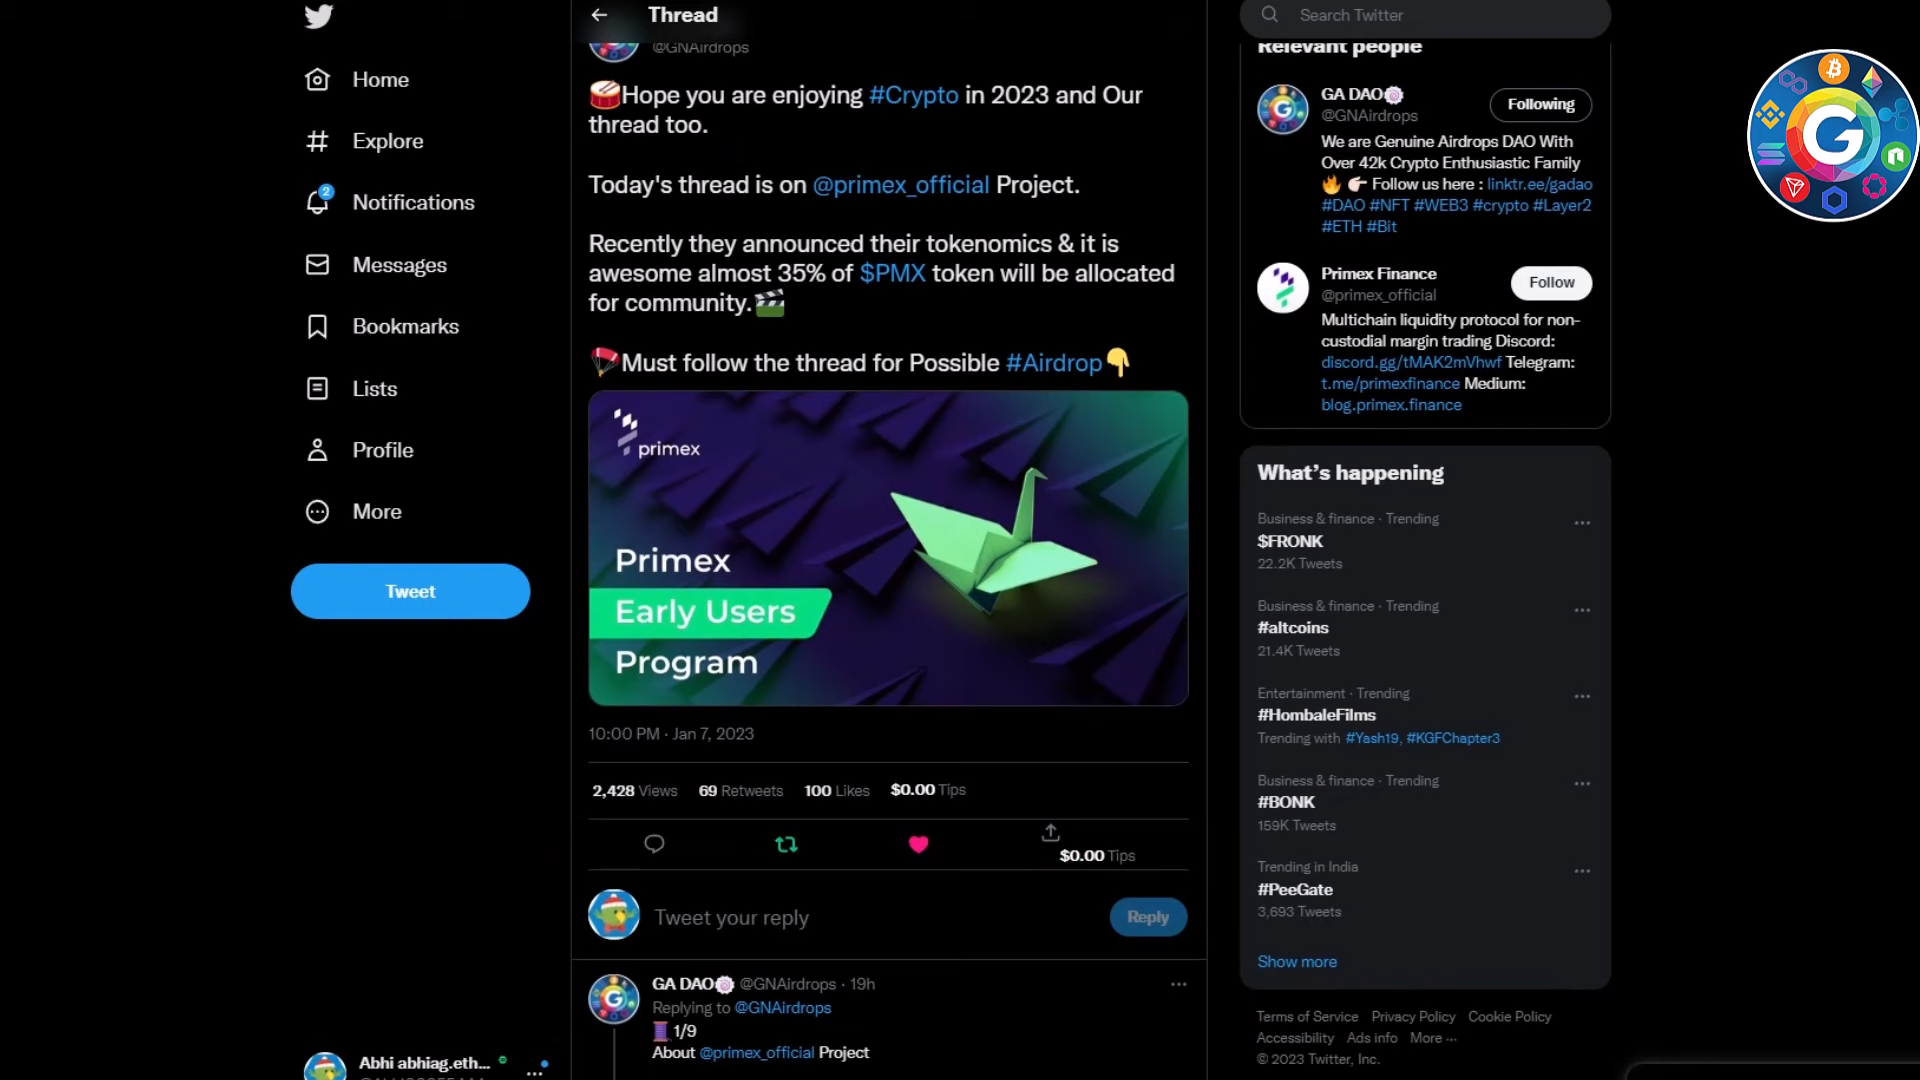 Home
Explore
2
Notifications
Messages
Bookmarks
Lists
Profile
More
Tweet
Abhi abhiag.eth...
Thread
@GNAirdrops
Hope you are enjoying #Crypto in 2023 and Our
thread too.
Today's thread is on @primex_official Project.
Recently they announced their tokenomics & it is
awesome almost 35% of $PMX token will be allocated
for community.
Must follow the thread for Possible #Airdrop
primex
Primex
Early Users
Program
10:00 PM · Jan 7, 2023
2,428 Views 69 Retweets 100 Likes $0.00 Tips
$0.00 Tips
Tweet your reply
Reply
GA DAO @GNAirdrops · 19h
Replying to @GNAirdrops
1/9
About @primex_official Project
Search Twitter
Relevant people
GA DAO
@GNAirdrops
Following
We are Genuine Airdrops DAO With
Over 42k Crypto Enthusiastic Family
Follow us here : linktr.ee/gadao
#DAO #NFT #WEB3 #crypto #Layer2
#ETH #Bit
Primex Finance
@primex_official
Follow
Multichain liquidity protocol for non-
custodial margin trading Discord:
discord.gg/tMAK2mVhwf Telegram:
t.me/primexfinance Medium:
blog.primex.finance
What's happening
Business & finance · Trending
$FRONK
22.2K Tweets
Business & finance · Trending
#altcoins
21.4K Tweets
Entertainment · Trending
#HombaleFilms
Trending with #Yash19, #KGFChapter3
Business & finance · Trending
#BONK
159K Tweets
Trending in India
#PeeGate
3,693 Tweets
Show more
Terms of Service Privacy Policy Cookie Policy
Accessibility Ads info More ...
© 2023 Twitter, Inc.
G